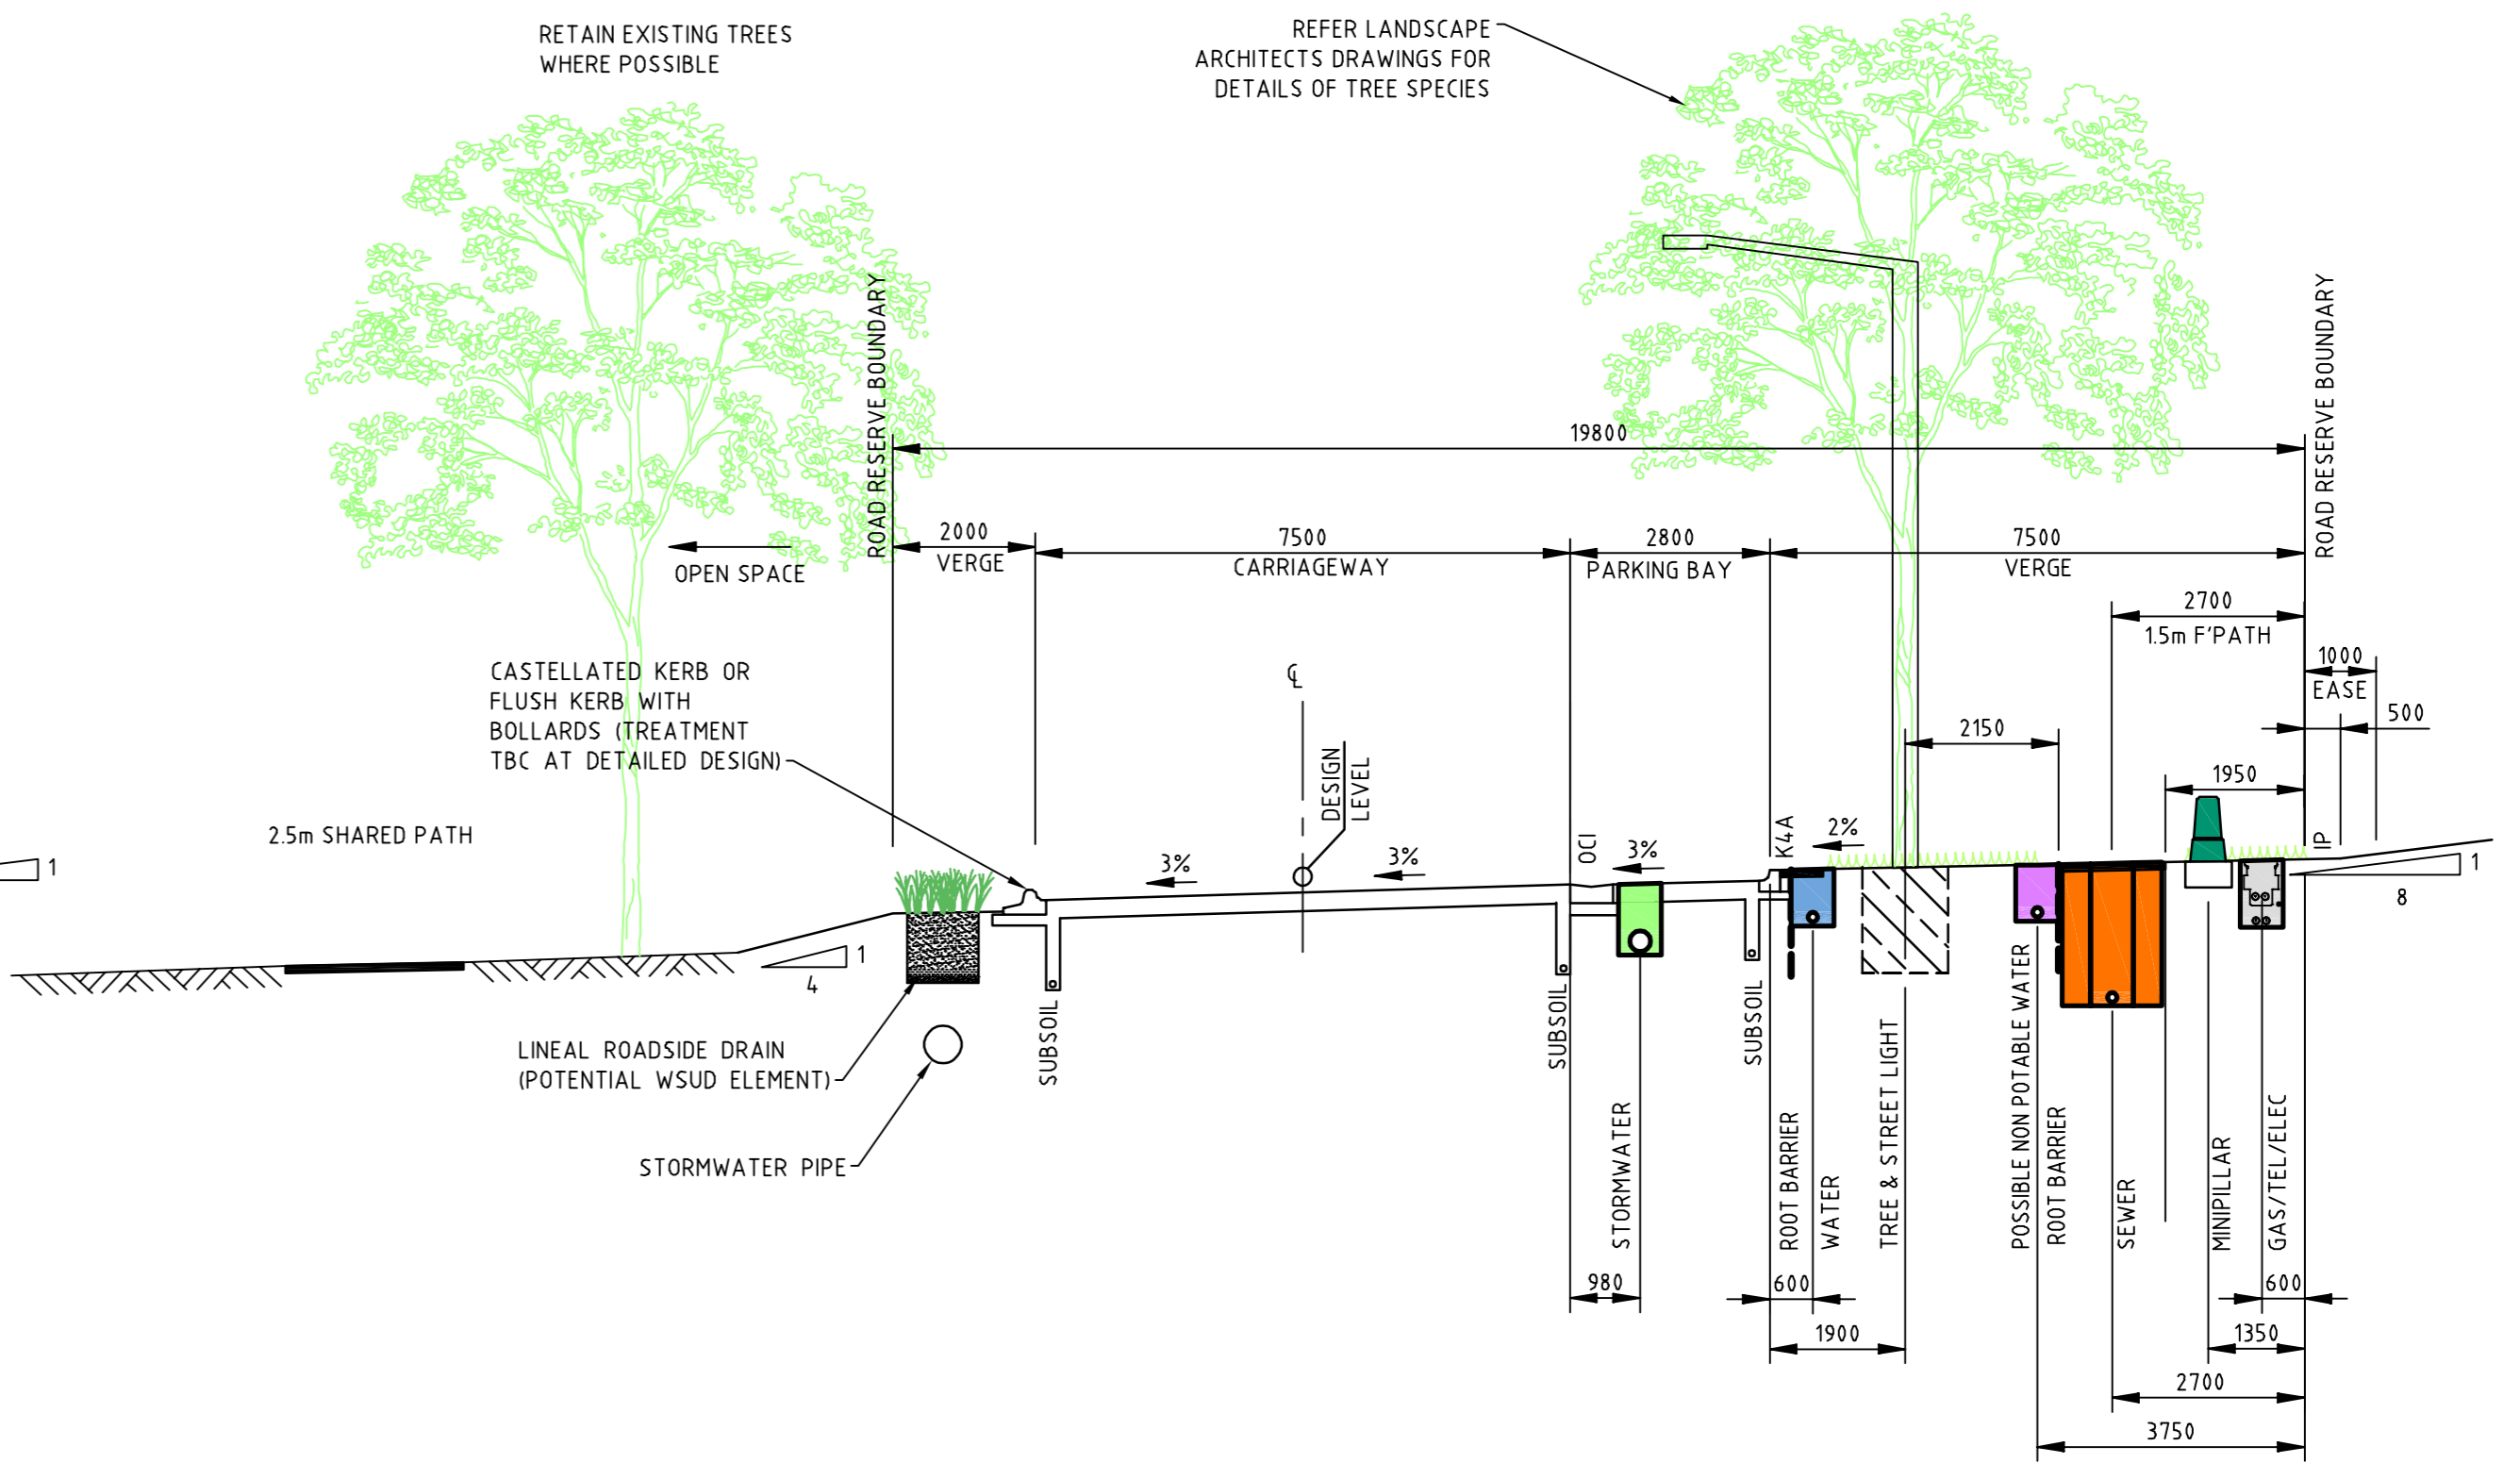 RETAIN EXISTING TREES
WHERE POSSIBLE
REFER LANDSCAPE
ARCHITECTS DRAWINGS FOR
DETAILS OF TREE SPECIES
ROAD RESERVE BOUNDARY
ROAD RESERVE BOUNDARY
19800
2000
VERGE
7500
CARRIAGEWAY
2800
PARKING BAY
7500
VERGE
OPEN SPACE
2700
1.5m F'PATH
1000
EASE
500
2150
1950
CASTELLATED KERB OR
FLUSH KERB WITH
BOLLARDS (TREATMENT
TBC AT DETAILED DESIGN)
℄
DESIGN
LEVEL
2.5m SHARED PATH
1
3%
3%
OCI
3%
K4A
2%
IP
1
8
1
4
LINEAL ROADSIDE DRAIN
(POTENTIAL WSUD ELEMENT)
STORMWATER PIPE
SUBSOIL
SUBSOIL
SUBSOIL
STORMWATER
ROOT BARRIER
WATER
TREE & STREET LIGHT
POSSIBLE NON POTABLE WATER
ROOT BARRIER
SEWER
MINIPILLAR
GAS/TEL/ELEC
980
600
600
1900
1350
2700
3750